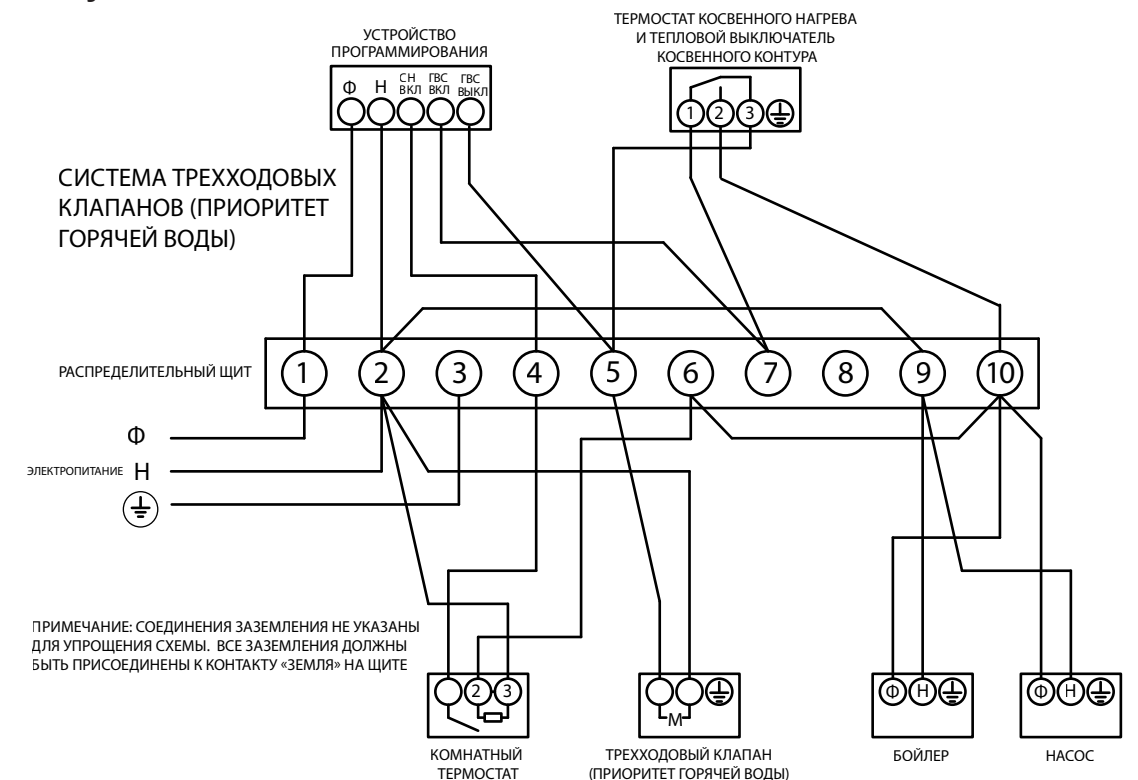 ТЕРМОСТАТ КОСВЕННОГО НАГРЕВА
И ТЕПЛОВОЙ ВЫКЛЮЧАТЕЛЬ
КОСВЕННОГО КОНТУРА
УСТРОЙСТВО
ПРОГРАММИРОВАНИЯ
Ф Н СН ВКЛ ГВС ВКЛ ГВС ВЫКЛ
1 2 3
СИСТЕМА ТРЕХХОДОВЫХ
КЛАПАНОВ (ПРИОРИТЕТ
ГОРЯЧЕЙ ВОДЫ)
РАСПРЕДЕЛИТЕЛЬНЫЙ ЩИТ 1 2 3 4 5 6 7 8 9 10
Ф
ЭЛЕКТРОПИТАНИЕ Н
ПРИМЕЧАНИЕ: СОЕДИНЕНИЯ ЗАЗЕМЛЕНИЯ НЕ УКАЗАНЫ
ДЛЯ УПРОЩЕНИЯ СХЕМЫ. ВСЕ ЗАЗЕМЛЕНИЯ ДОЛЖНЫ
БЫТЬ ПРИСОЕДИНЕНЫ К КОНТАКТУ «ЗЕМЛЯ» НА ЩИТЕ
2 3
М
Ф Н
Ф Н
КОМНАТНЫЙ
ТЕРМОСТАТ
ТРЕХХОДОВЫЙ КЛАПАН
(ПРИОРИТЕТ ГОРЯЧЕЙ ВОДЫ)
БОЙЛЕР
НАСОС